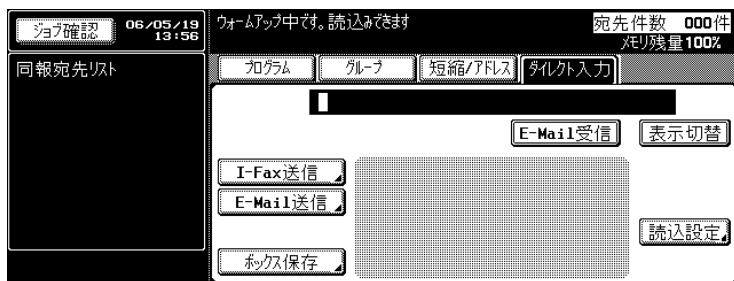 ジョブ確認
06/05/19
13:56
ウォームアップ中です。読込みできます
宛先件数 000件
メモリ残量100%
同報宛先リスト
プログラム
グループ
短縮/アドレス
ダイレクト入力
E-Mail受信
表示切替
I-Fax送信
E-Mail送信
読込設定
ボックス保存